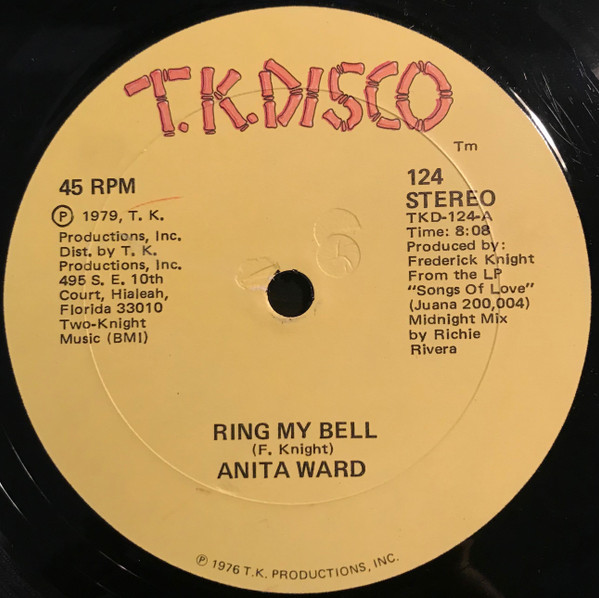 T.K.DISCO
Tm
45 RPM
Ⓟ 1979, T. K.
Productions, Inc.
Dist. by T. K.
Productions, Inc.
495 S. E. 10th
Court, Hialeah,
Florida 33010
Two-Knight
Music (BMI)
124
STEREO
TKD-124-A
Time: 8:08
Produced by:
Frederick Knight
From the LP
“Songs Of Love”
(Juana 200,004)
Midnight Mix
by Richie
Rivera
RING MY BELL
(F. Knight)
ANITA WARD
Ⓟ 1976 T.K. PRODUCTIONS, INC.